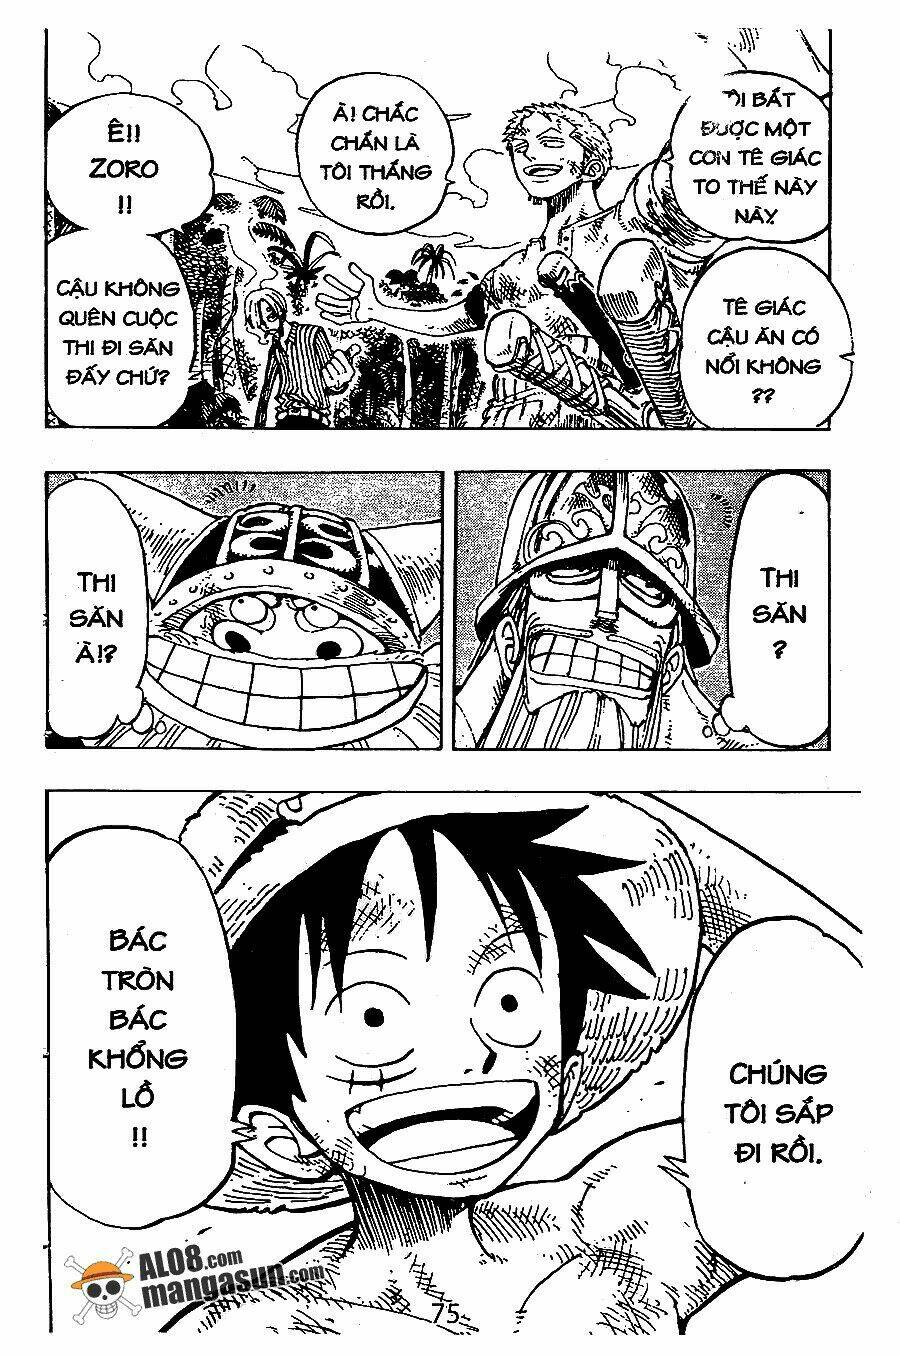 Ê!!
ZORO
!!
CẬU KHÔNG
QUÊN CUỘC
THI ĐI SĂN
ĐẤY CHỨ?
À! CHẮC
CHẮN LÀ
TÔI THẮNG
RỒI.
BẮT
ĐƯỢC MỘT
CON TÊ GIÁC
TO THẾ NÀY
NÀY.
TÊ GIÁC
CẬU ĂN CÓ
NỔI KHÔNG
??
THI
SĂN
À!?
THI
SĂN
?
BÁC
TRÒN
BÁC
KHỔNG
LỒ
!!
CHÚNG
TÔI SẮP
ĐI RỒI.
ALO8.com
mangasun.com
75